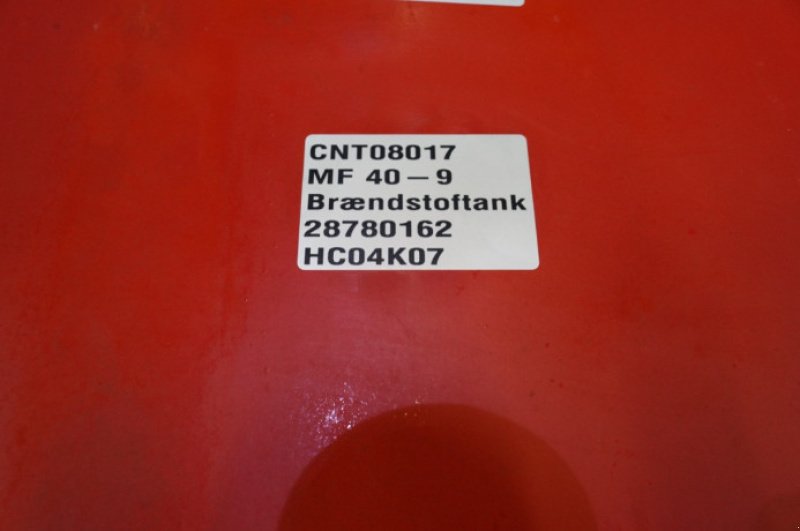 CNT08017
MF 40-9
Brændstoftank
28780162
HC04K07